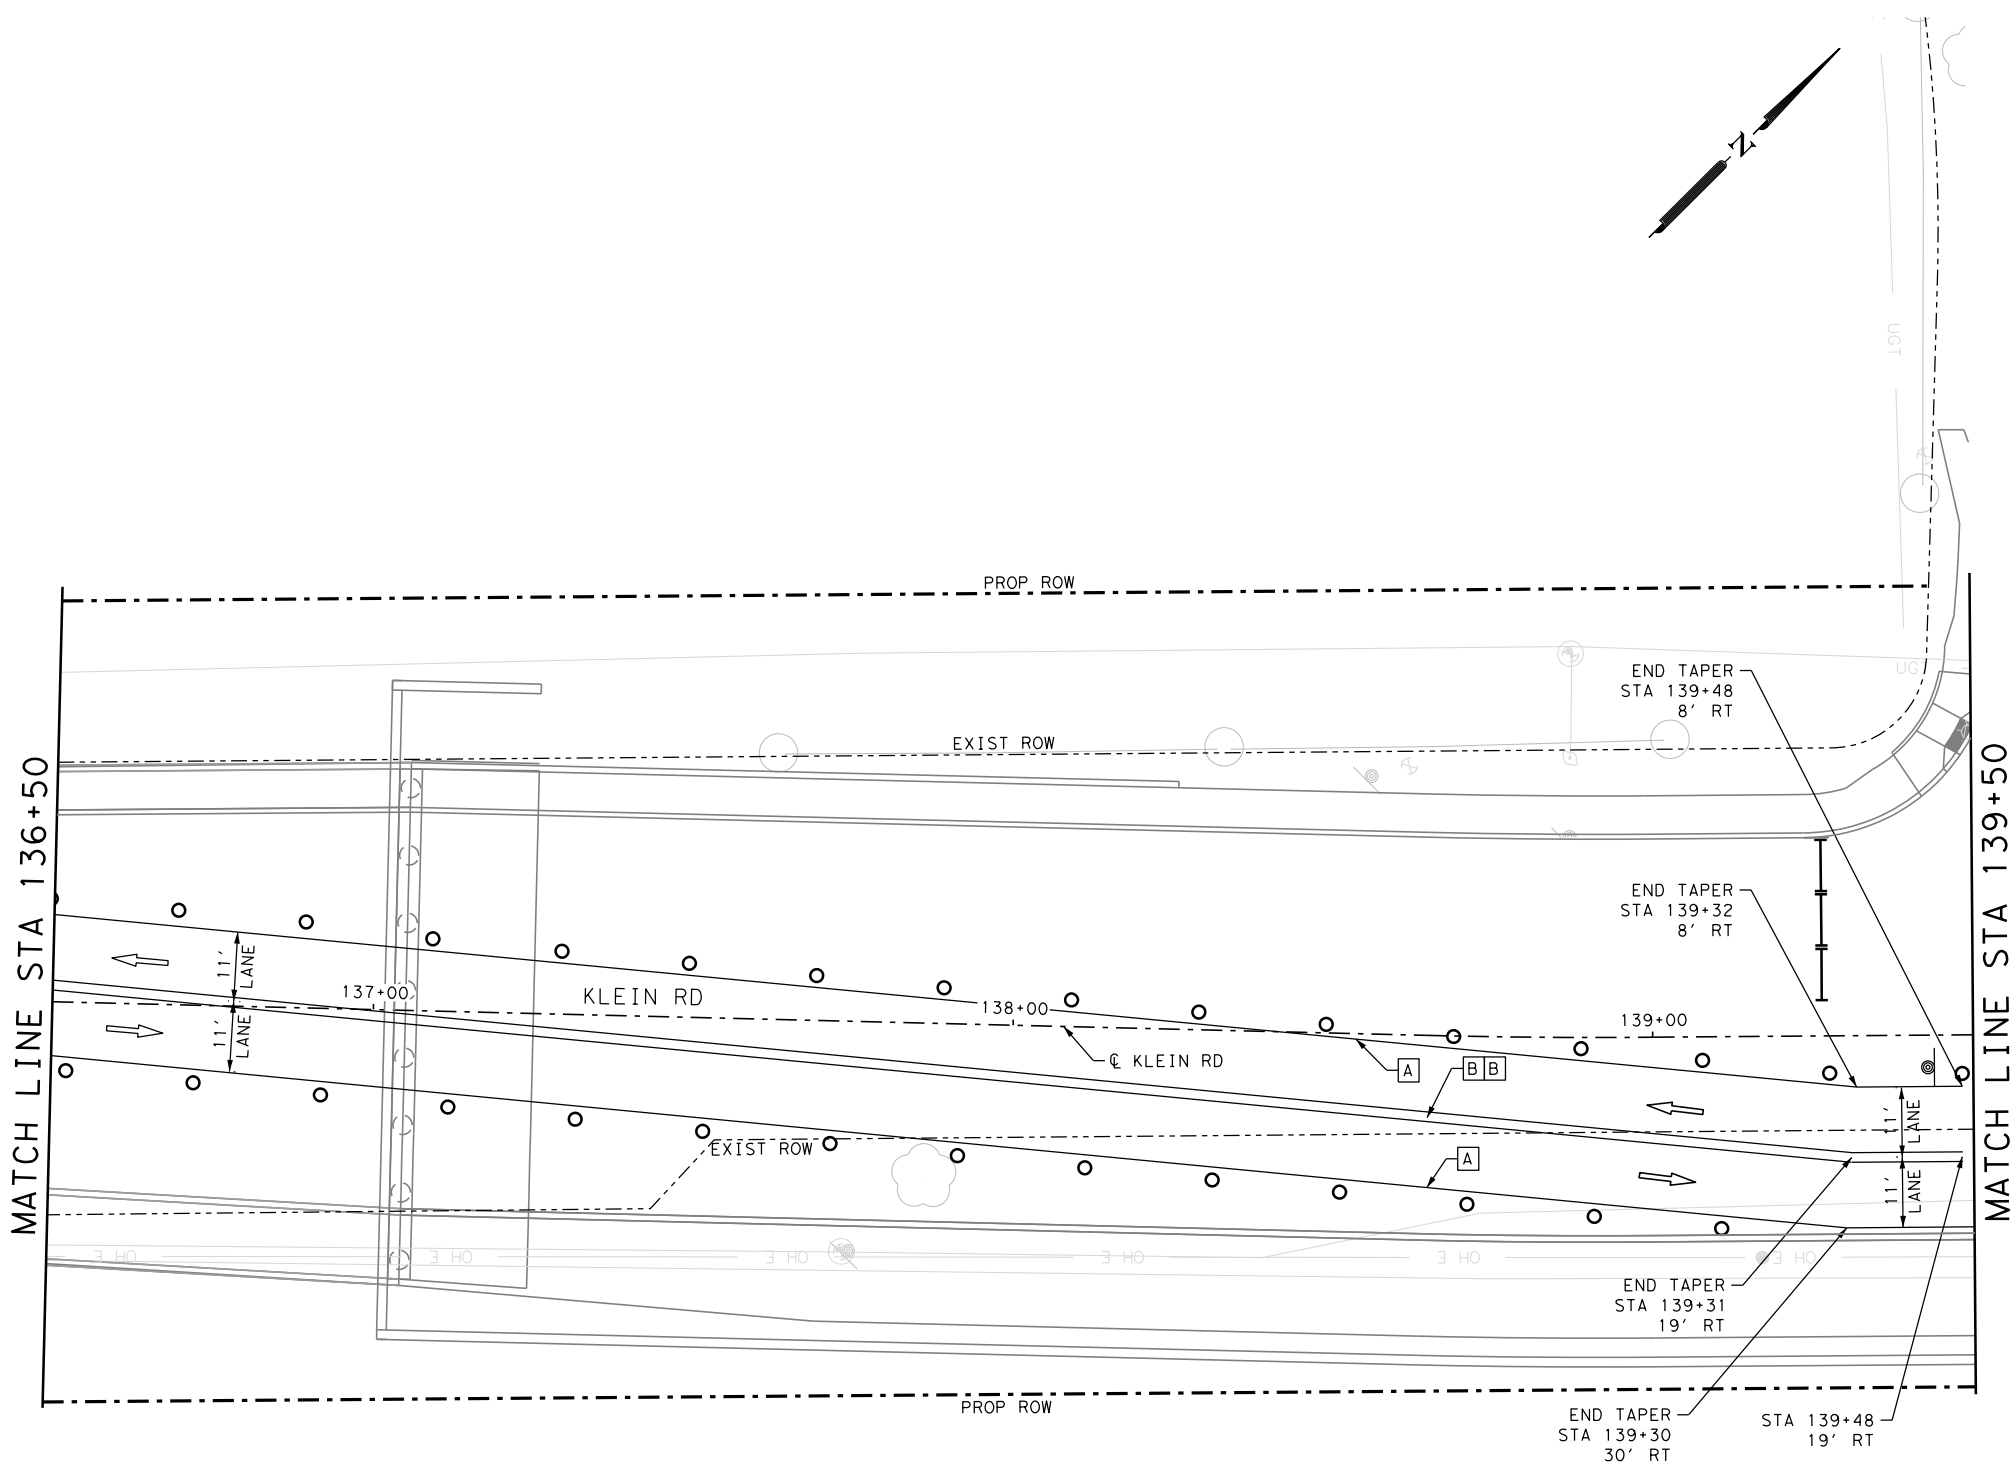 N
UGT
PROP ROW
UGT
END TAPER
STA 139+48
8' RT
EXIST ROW
MATCH LINE STA 136+50
MATCH LINE STA 139+50
END TAPER
STA 139+32
8' RT
11'
LANE
137+00
KLEIN RD
138+00
139+00
11'
LANE
℄ KLEIN RD
A
B B
11'
LANE
EXIST ROW
A
11'
LANE
OH E
OH E
OH E
OH E
OH E
OH E
END TAPER
STA 139+31
19' RT
PROP ROW
END TAPER
STA 139+30
30' RT
STA 139+48
19' RT